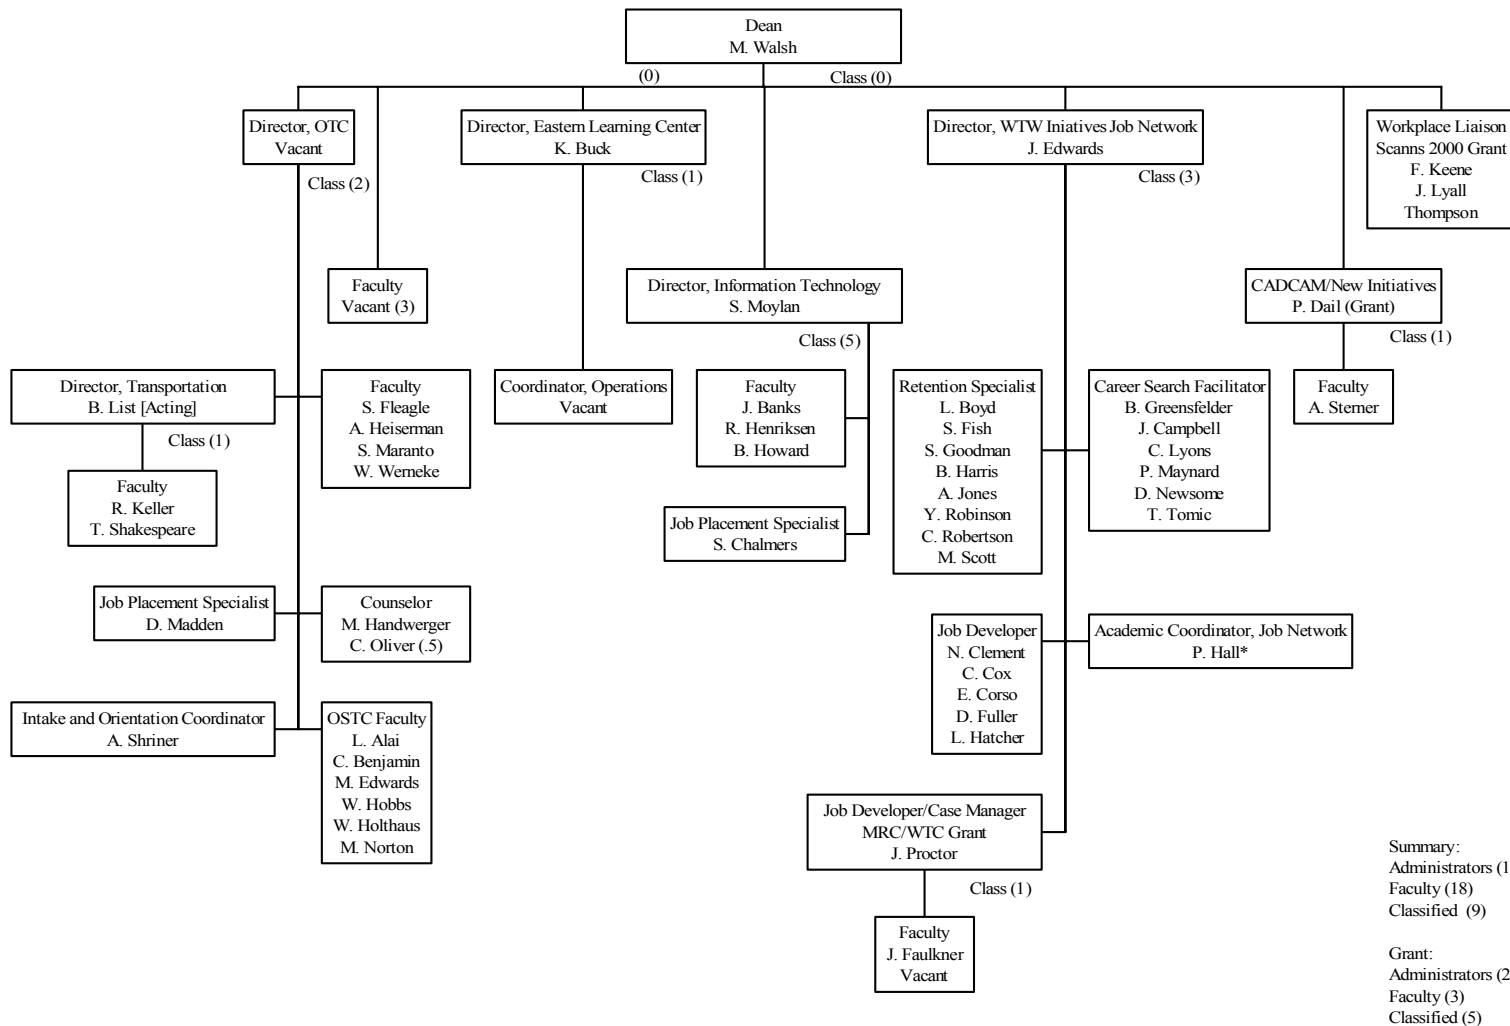 Dean
M. Walsh
(0)
Class (0)
Director, OTC
Vacant
Class (2)
Director, Eastern Learning Center
K. Buck
Class (1)
Director, WTW Iniatives Job Network
J. Edwards
Class (3)
Workplace Liaison
Scanns 2000 Grant
F. Keene
J. Lyall
Thompson
Faculty
Vacant (3)
Director, Information Technology
S. Moylan
Class (5)
CADCAM/New Initiatives
P. Dail (Grant)
Class (1)
Director, Transportation
B. List [Acting]
Class (1)
Faculty
S. Fleagle
A. Heiserman
S. Maranto
W. Werneke
Coordinator, Operations
Vacant
Faculty
J. Banks
R. Henriksen
B. Howard
Retention Specialist
L. Boyd
S. Fish
S. Goodman
B. Harris
A. Jones
Y. Robinson
C. Robertson
M. Scott
Career Search Facilitator
B. Greensfelder
J. Campbell
C. Lyons
P. Maynard
D. Newsome
T. Tomic
Faculty
A. Sterner
Faculty
R. Keller
T. Shakespeare
Job Placement Specialist
S. Chalmers
Job Placement Specialist
D. Madden
Counselor
M. Handwerger
C. Oliver (.5)
Job Developer
N. Clement
C. Cox
E. Corso
D. Fuller
L. Hatcher
Academic Coordinator, Job Network
P. Hall*
Intake and Orientation Coordinator
A. Shriner
OSTC Faculty
L. Alai
C. Benjamin
M. Edwards
W. Hobbs
W. Holthaus
M. Norton
Job Developer/Case Manager
MRC/WTC Grant
J. Proctor
Class (1)
Faculty
J. Faulkner
Vacant
Summary:
Administrators (1
Faculty (18)
Classified (9)
Grant:
Administrators (2
Faculty (3)
Classified (5)